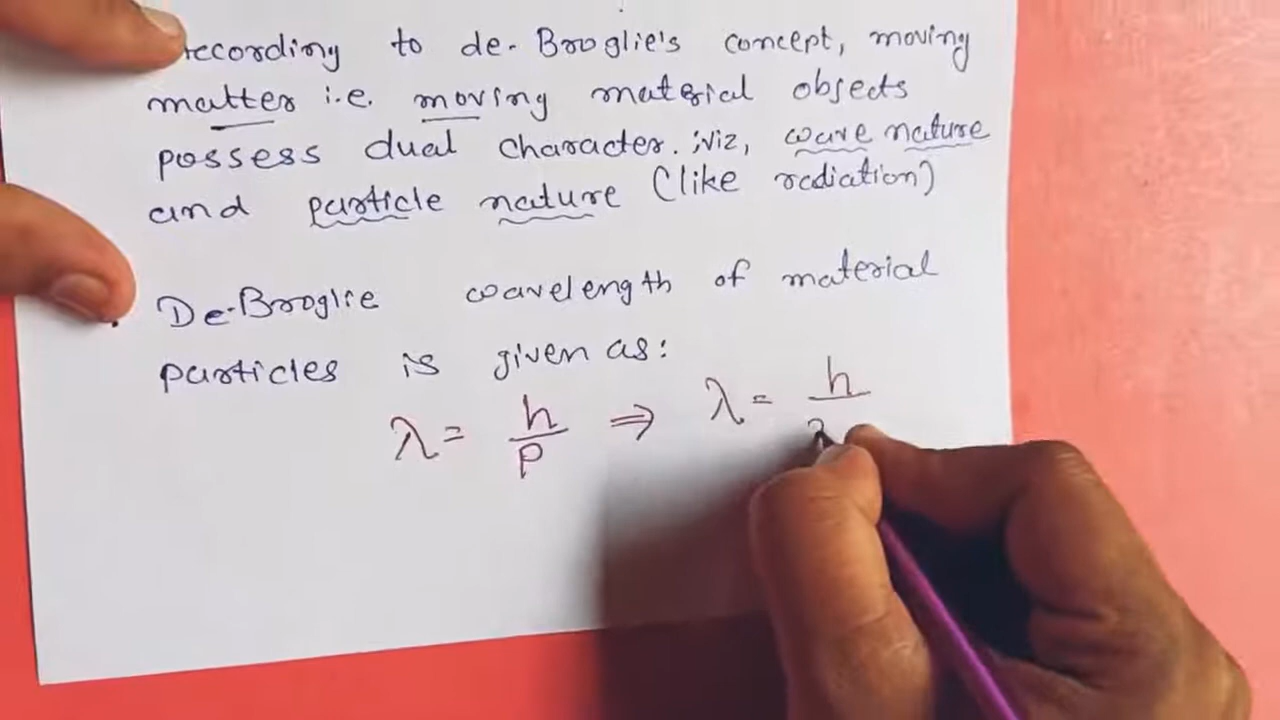 According to de-Broglie's concept, moving
matter i.e. moving material objects
possess dual character. ;viz, wave nature
and particle nature (like radiation)
De-Broglie wavelength of material
particles is given as:
λ = h/P ⇒ λ = h/